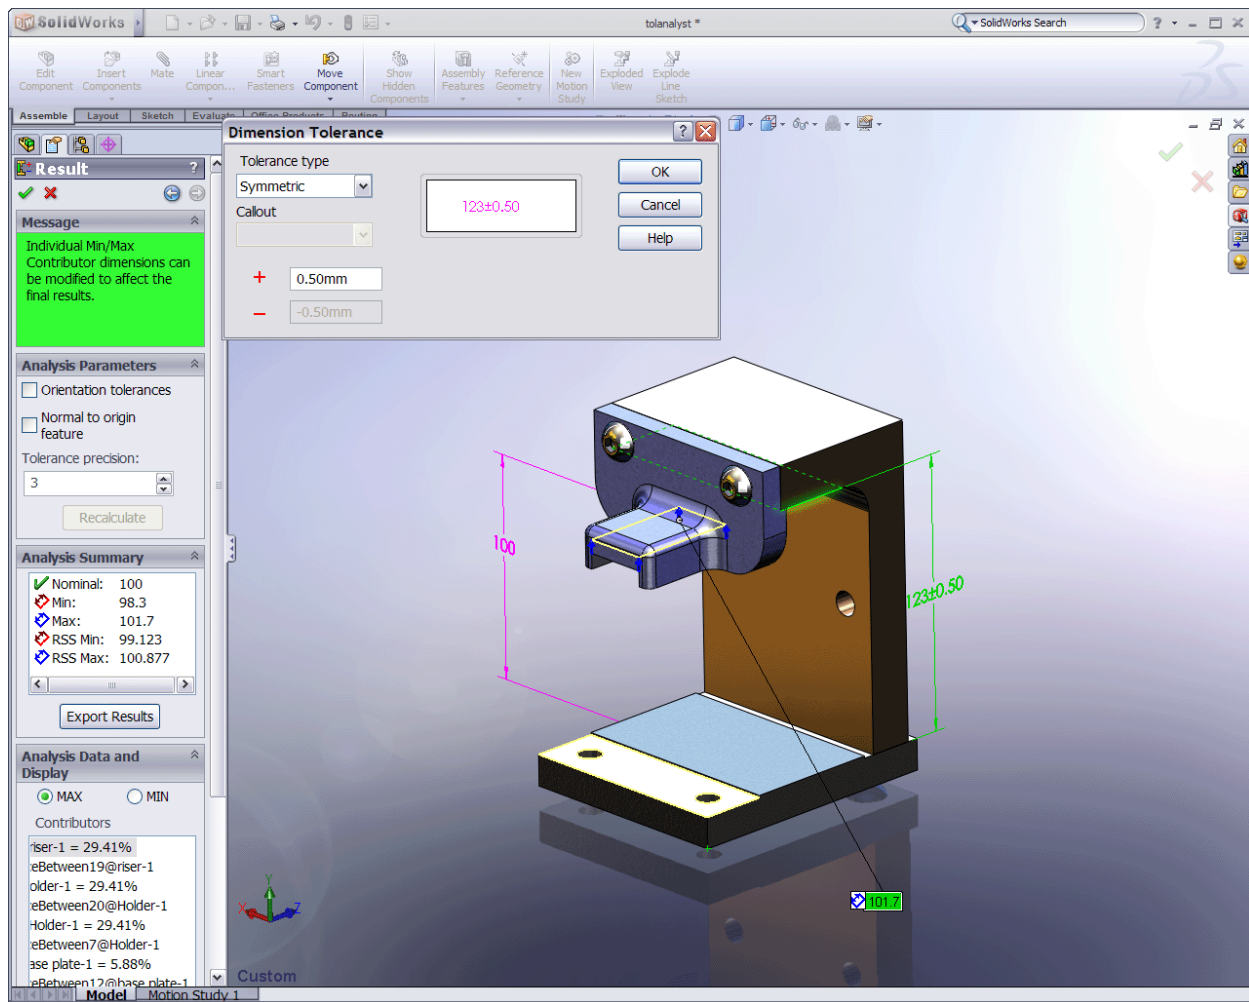 SolidWorks
tolanalyst *
SolidWorks Search
?
Edit Component
Insert Components
Mate
Linear Compon...
Smart Fasteners
Move Component
Show Hidden Components
Assembly Features
Reference Geometry
New Motion Study
Exploded View
Explode Line Sketch
Assemble
Layout
Sketch
Evaluate
Office Products
Routing
Dimension Tolerance
?
Tolerance type
Symmetric
Callout
123±0.50
OK
Cancel
Help
+
0.50mm
−
-0.50mm
Result
?
Message
Individual Min/Max
Contributor dimensions can
be modified to affect the
final results.
Analysis Parameters
Orientation tolerances
Normal to origin
feature
Tolerance precision:
3
Recalculate
Analysis Summary
Nominal: 100
Min: 98.3
Max: 101.7
RSS Min: 99.123
RSS Max: 100.877
Export Results
Analysis Data and
Display
MAX
MIN
Contributors
riser-1 = 29.41%
eBetween19@riser-1
older-1 = 29.41%
eBetween20@Holder-1
Holder-1 = 29.41%
eBetween7@Holder-1
ase plate-1 = 5.88%
eBetween12@base plate-1
100
123±0.50
101.7
Y
X
Z
Custom
Model
Motion Study 1